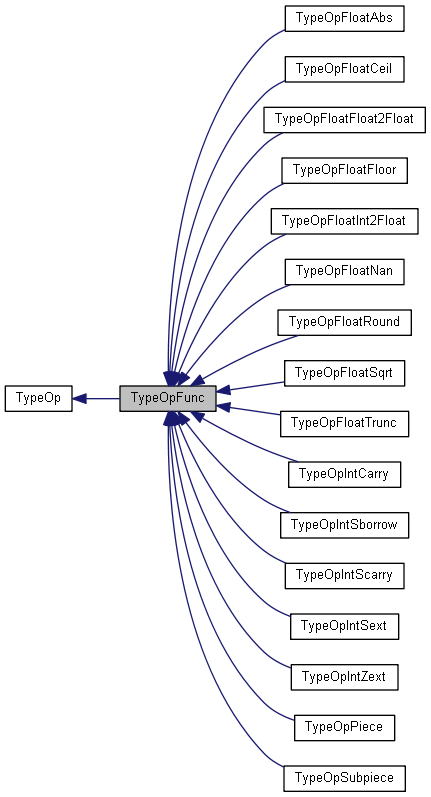 TypeOpFloatAbs
TypeOpFloatCeil
TypeOpFloatFloat2Float
TypeOpFloatFloor
TypeOpFloatInt2Float
TypeOpFloatNan
TypeOpFloatRound
TypeOpFloatSqrt
TypeOp
TypeOpFunc
TypeOpFloatTrunc
TypeOpIntCarry
TypeOpIntSborrow
TypeOpIntScarry
TypeOpIntSext
TypeOpIntZext
TypeOpPiece
TypeOpSubpiece